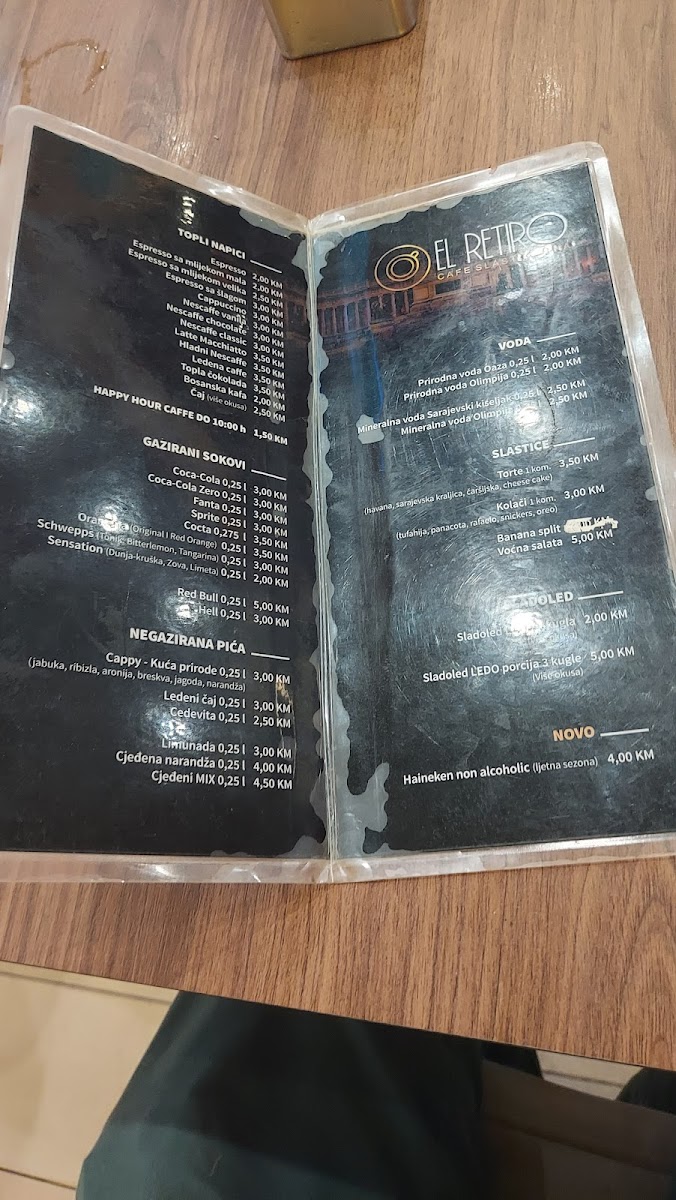 TOPLI NAPICI
Espresso 2,00 KM
Espresso sa mlijekom mala 2,00 KM
Espresso sa mlijekom velika 2,50 KM
Espresso sa šlagom 3,00 KM
Cappuccino 3,00 KM
Nescaffe vanila 3,00 KM
Nescaffe chocolate 3,00 KM
Nescaffe classic 3,00 KM
Latte Macchiatto 3,50 KM
Hladni Nescaffe 3,50 KM
Ledena caffe 3,50 KM
Topla čokolada 3,50 KM
Bosanska kafa 2,00 KM
Čaj (više okusa) 2,50 KM
HAPPY HOUR CAFFE DO 10:00 h 1,50 KM
GAZIRANI SOKOVI
Coca-Cola 0,25 l 3,00 KM
Coca-Cola Zero 0,25 l 3,00 KM
Fanta 0,25 l 3,00 KM
Sprite 0,25 l 3,00 KM
Cocta 0,275 l 3,50 KM
(Original I Red Orange) 0,25 l 3,50 KM
Schwepps (Tonik, Bitterlemon, Tangarina) 0,25 l 3,50 KM
Sensation (Dunja-kruška, Zova, Limeta) 0,25 l 2,00 KM
Red Bull 0,25 l 5,00 KM
Hell 0,25 l 3,00 KM
NEGAZIRANA PIĆA
Cappy - Kuća prirode 0,25 l 3,00 KM
(jabuka, ribizla, aronija, breskva, jagoda, narandža)
Ledeni čaj 0,25 l 3,00 KM
Cedevita 0,25 l 2,50 KM
Limunada 0,25 l 3,00 KM
Cjeđena narandža 0,25 l 4,00 KM
Cjeđeni MIX 0,25 l 4,50 KM
EL RETIRO
CAFE
VODA
Prirodna voda Oaza 0,25 l 2,00 KM
Prirodna voda Olimpija 0,25 l 2,00 KM
Mineralna voda Sarajevski kiseljak 0,25 l 2,50 KM
Mineralna voda Olimpija 2,50 KM
SLASTICE
Torte 1 kom. 3,50 KM
(havana, sarajevska kraljica, čaršijska, cheese cake)
Kolači 1 kom. 3,00 KM
(tufahija, panacota, rafaelo, snickers, oreo)
Banana split KM
Voćna salata 5,00 KM
SLADOLED
Sladoled kugla 2,00 KM
okusa)
Sladoled LEDO porcija 3 kugle 5,00 KM
(Više okusa)
NOVO
Haineken non alcoholic (ljetna sezona) 4,00 KM